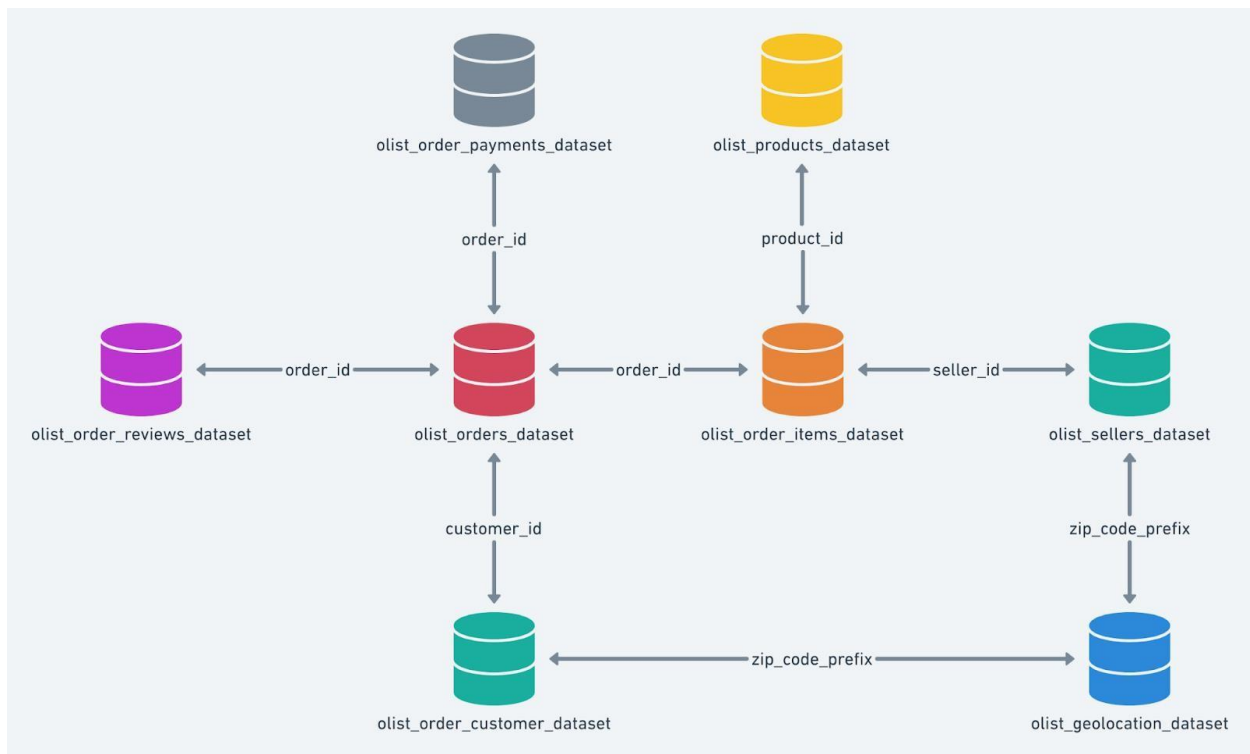 olist_order_payments_dataset
olist_products_dataset
order_id
product_id
order_id
order_id
seller_id
olist_order_reviews_dataset
olist_orders_dataset
olist_order_items_dataset
olist_sellers_dataset
customer_id
zip_code_prefix
zip_code_prefix
olist_order_customer_dataset
olist_geolocation_dataset